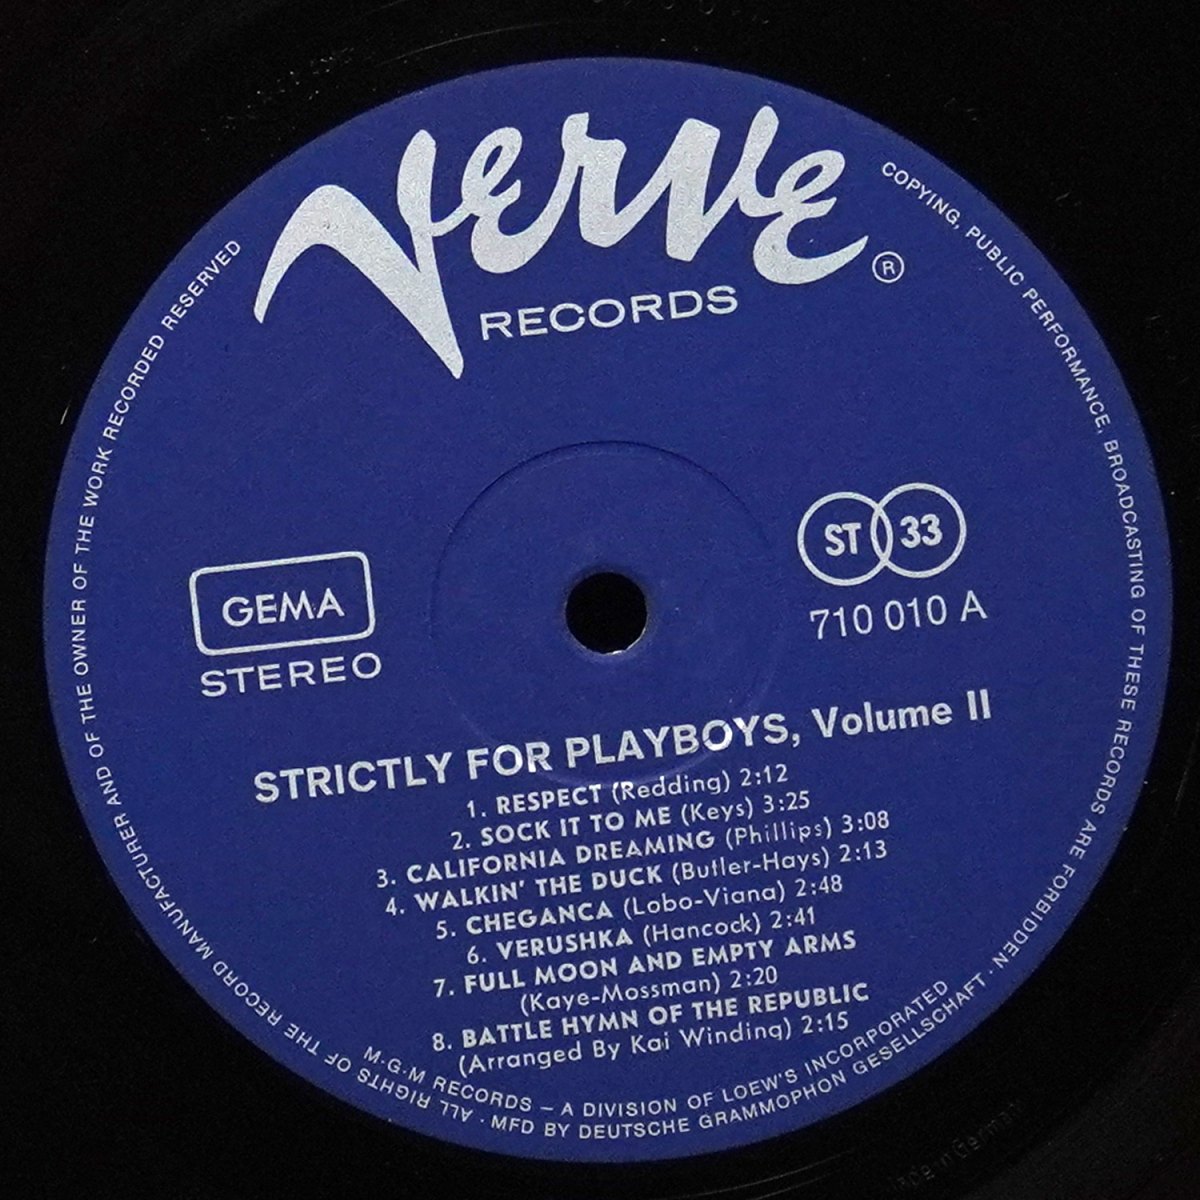 Verve
RECORDS
®
ST 33
710 010 A
GEMA
STEREO
STRICTLY FOR PLAYBOYS, Volume II
1. RESPECT (Redding) 2:12
2. SOCK IT TO ME (Keys) 3:25
3. CALIFORNIA DREAMING (Phillips) 3:08
4. WALKIN' THE DUCK (Butler-Hays) 2:13
5. CHEGANCA (Lobo-Viana) 2:48
6. VERUSHKA (Hancock) 2:41
7. FULL MOON AND EMPTY ARMS
(Kaye-Mossman) 2:20
8. BATTLE HYMN OF THE REPUBLIC
(Arranged By Kai Winding) 2:15
M·G·M RECORDS – A DIVISION OF LOEW'S INCORPORATED
· MFD BY DEUTSCHE GRAMMOPHON GESELLSCHAFT ·
ALL RIGHTS OF THE RECORD MANUFACTURER AND OF THE OWNER OF THE WORK RECORDED RESERVED
COPYING, PUBLIC PERFORMANCE, BROADCASTING OF THESE RECORDS ARE FORBIDDEN
Made in Germany